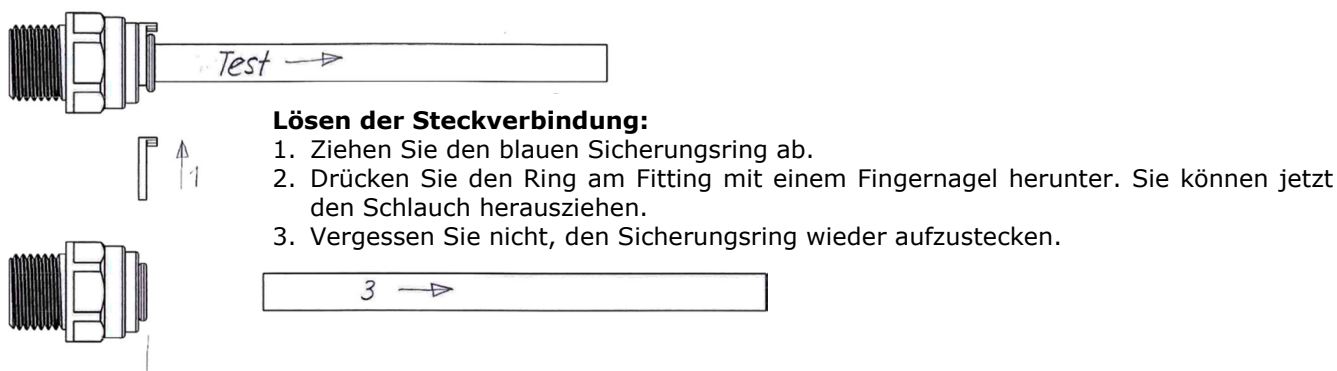 Test
Lösen der Steckverbindung:
1. Ziehen Sie den blauen Sicherungsring ab.
1
2. Drücken Sie den Ring am Fitting mit einem Fingernagel herunter. Sie können jetzt
den Schlauch herausziehen.
3. Vergessen Sie nicht, den Sicherungsring wieder aufzustecken.
3